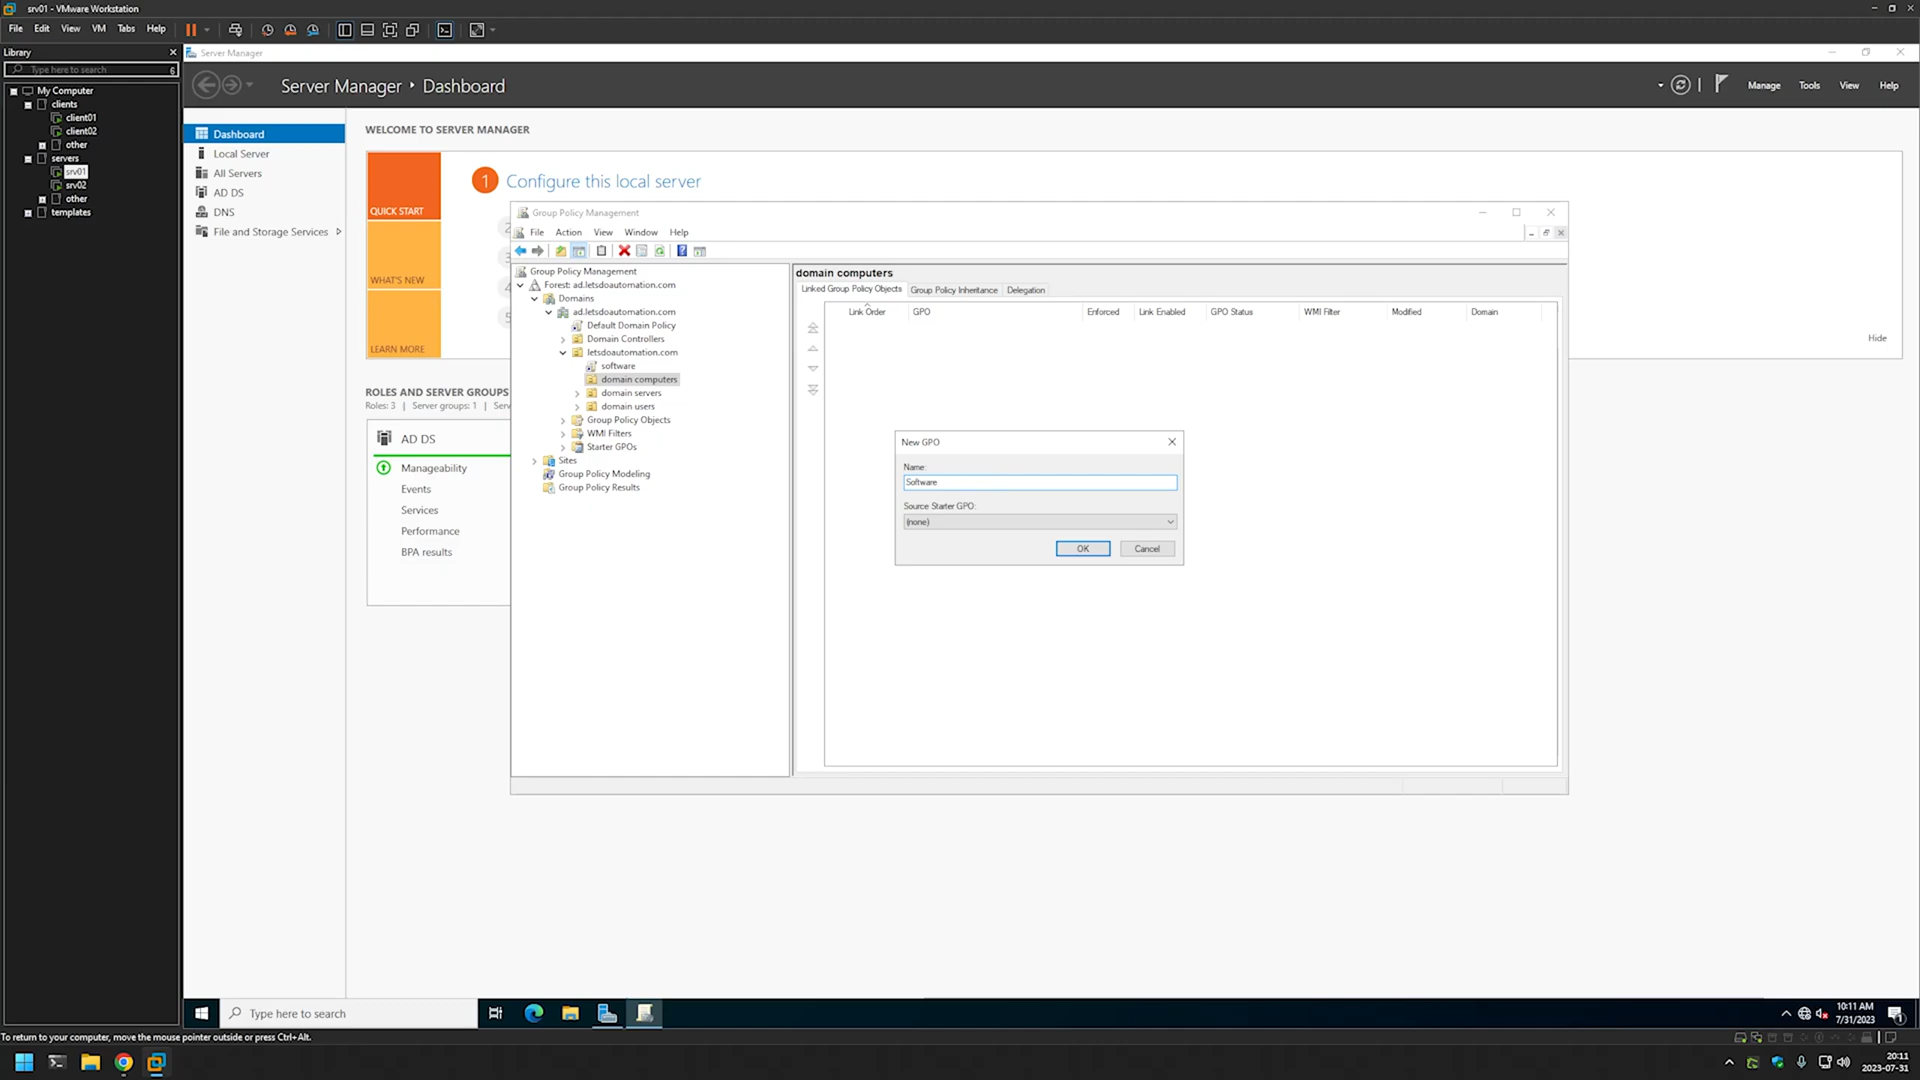 srv01 - VMware Workstation
File Edit View VM Tabs Help
Library
Type here to search
My Computer
clients
client01
client02
other
servers
srv01
srv02
other
templates
Server Manager
Server Manager Dashboard
Manage Tools View Help
Dashboard
Local Server
All Servers
AD DS
DNS
File and Storage Services
WELCOME TO SERVER MANAGER
QUICK START
WHAT'S NEW
LEARN MORE
1 Configure this local server
Hide
ROLES AND SERVER GROUPS
Roles: 3 | Server groups: 1 | Serv
AD DS
Manageability
Events
Services
Performance
BPA results
Group Policy Management
File Action View Window Help
Group Policy Management
Forest: ad.letsdoautomation.com
Domains
ad.letsdoautomation.com
Default Domain Policy
Domain Controllers
letsdoautomation.com
software
domain computers
domain servers
domain users
Group Policy Objects
WMI Filters
Starter GPOs
Sites
Group Policy Modeling
Group Policy Results
domain computers
Linked Group Policy Objects Group Policy Inheritance Delegation
Link Order GPO Enforced Link Enabled GPO Status WMI Filter Modified Domain
New GPO
Name:
Software
Source Starter GPO:
(none)
OK Cancel
Type here to search
10:11 AM
7/31/2023
To return to your computer, move the mouse pointer outside or press Ctrl+Alt.
20:11
2023-07-31